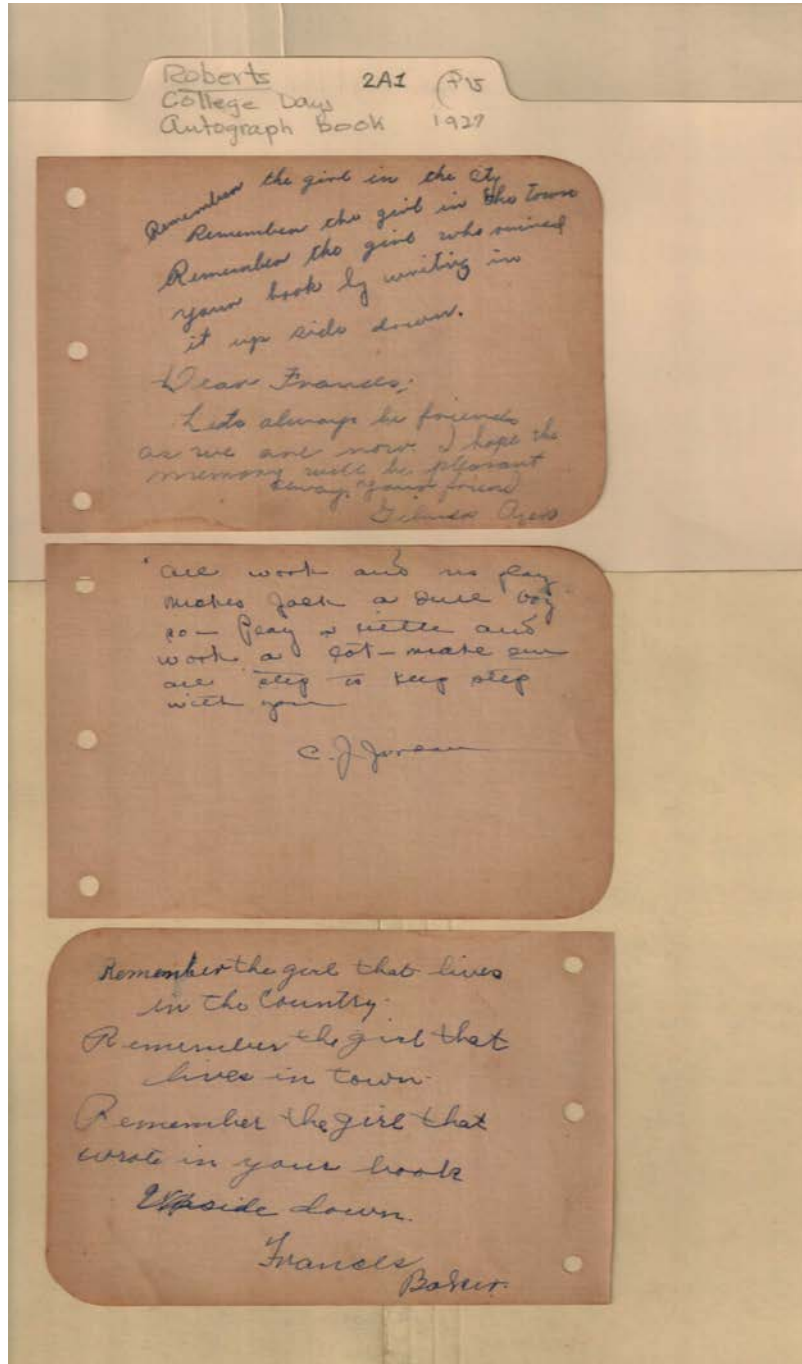 Roberts 2A1
College Days
Autograph Book 1927
Remember the girl in the city
Remember the girl in the town
Remember the girl who ruined
your book by writing in
it up side down.
Dear Frances;
Lets always be friends
as we are now. I hope the
memory will be pleasant
always your friend
"All work and no play"
makes Jack a dull boy
so - Play a little and
work a lot - make em
all step to keep step
with you
C. J.
Remember the girl that lives
in the Country.
Remember the girl that
lives in town.
Remember the girl that
wrote in your book
Upside down.
Frances
Baker.